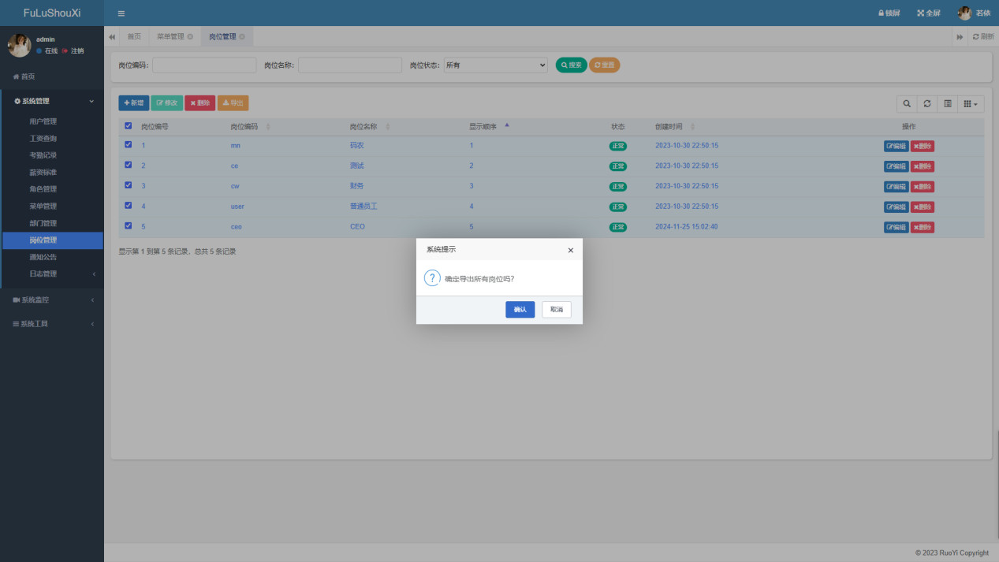 FuLuShouXi
锁屏 全屏 若依
admin
在线 注销
首页 菜单管理 岗位管理 刷新
首页
系统管理
用户管理
工资查询
考勤记录
薪资标准
角色管理
菜单管理
部门管理
岗位管理
通知公告
日志管理
系统监控
系统工具
岗位编码: 岗位名称: 岗位状态: 所有 搜索 重置
新增 修改 删除 导出
岗位编号 岗位编码 岗位名称 显示顺序 状态 创建时间 操作
1 mn 码农 1 正常 2023-10-30 22:50:15 编辑 删除
2 ce 测试 2 正常 2023-10-30 22:50:15 编辑 删除
3 cw 财务 3 正常 2023-10-30 22:50:15 编辑 删除
4 user 普通员工 4 正常 2023-10-30 22:50:15 编辑 删除
5 ceo CEO 5 正常 2024-11-25 15:02:40 编辑 删除
显示第 1 到第 5 条记录，总共 5 条记录
系统提示
确定导出所有岗位吗?
确认 取消
© 2023 RuoYi Copyright